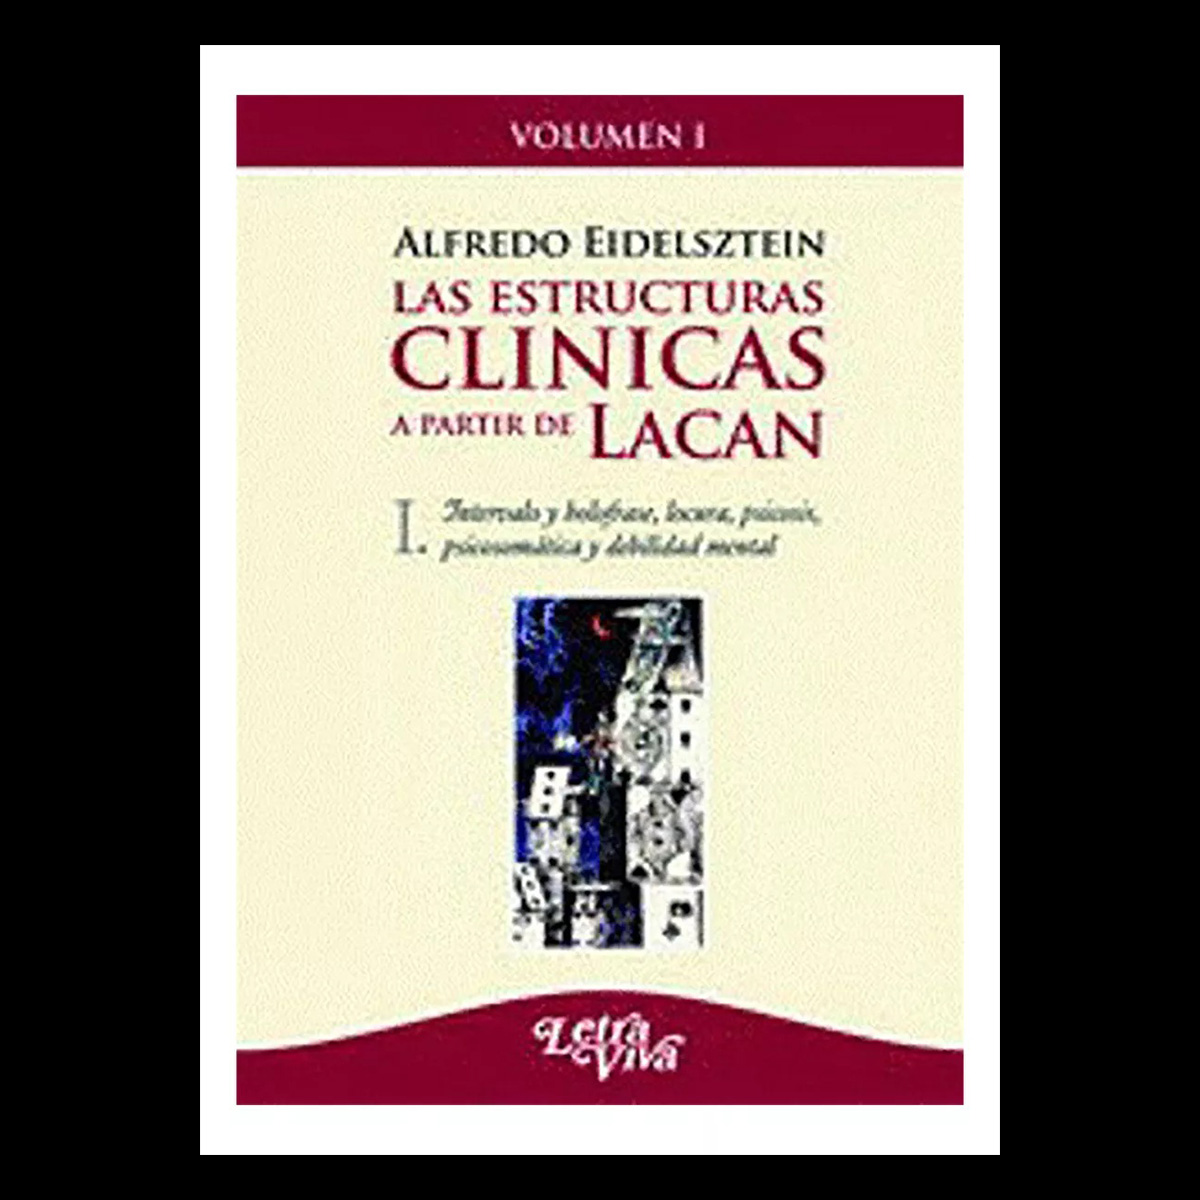 VOLUMEN I
ALFREDO EIDELSZTEIN
LAS ESTRUCTURAS
CLINICAS
A PARTIR DE LACAN
I. Intervalo y holofrase, locura, psicosis,
psicosomática y debilidad mental
Letra
Viva